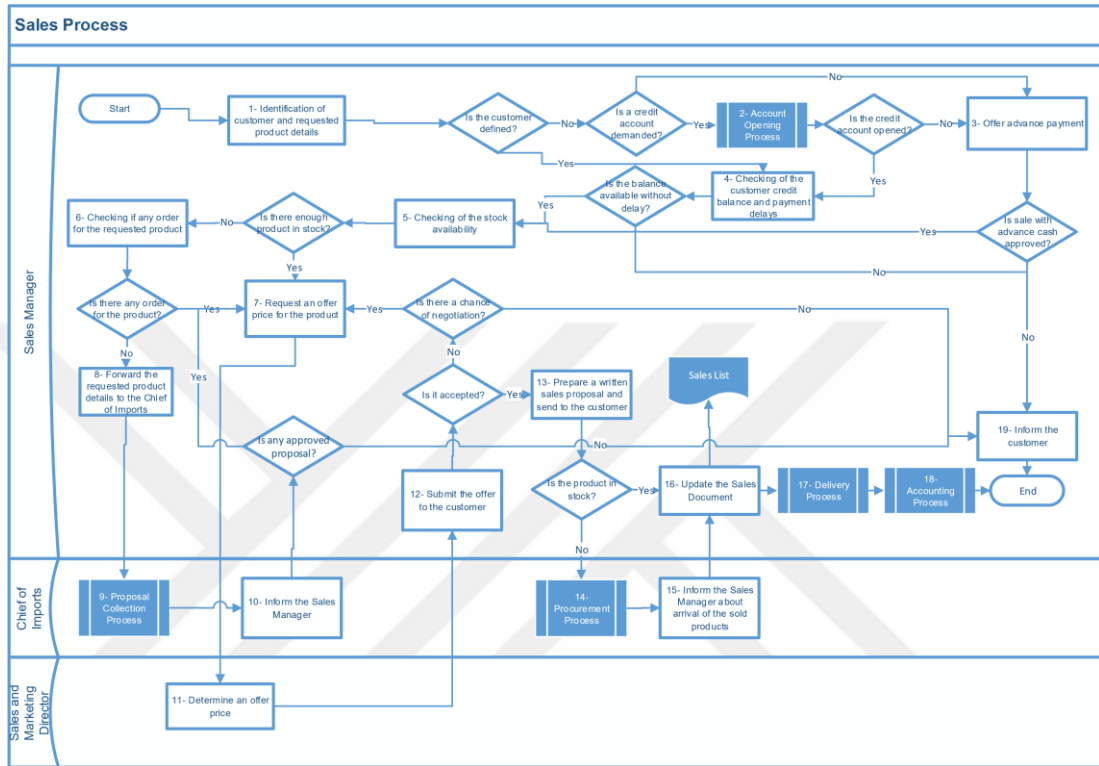 Sales Process
Sales Manager
Start
1- Identification of
customer and requested
product details
Is the customer
defined?
No
Is a credit
account
demanded?
Yes
No
2- Account
Opening
Process
Is the credit
account opened?
No
3- Offer advance payment
Yes
Yes
4- Checking of the
customer credit
balance and payment
delays
Is the balance
available without
delay?
Yes
No
Is sale with
advance cash
approved?
Yes
No
5- Checking of the stock
availability
Is there enough
product in stock?
No
Yes
6- Checking if any order
for the requested product
Is there any order
for the product?
Yes
No
7- Request an offer
price for the product
Yes
Is there a chance
of negotiation?
No
No
8- Forward the
requested product
details to the Chief
of Imports
Yes
Is it accepted?
Yes
13- Prepare a written
sales proposal and
send to the customer
Sales List
Is any approved
proposal?
No
19- Inform the
customer
12- Submit the offer
to the customer
Is the product in
stock?
Yes
No
16- Update the Sales
Document
17- Delivery
Process
18-
Accounting
Process
End
Chief of
Imports
9- Proposal
Collection
Process
10- Inform the Sales
Manager
14-
Procurement
Process
15- Inform the Sales
Manager about
arrival of the sold
products
Sales and
Marketing
Director
11- Determine an offer
price